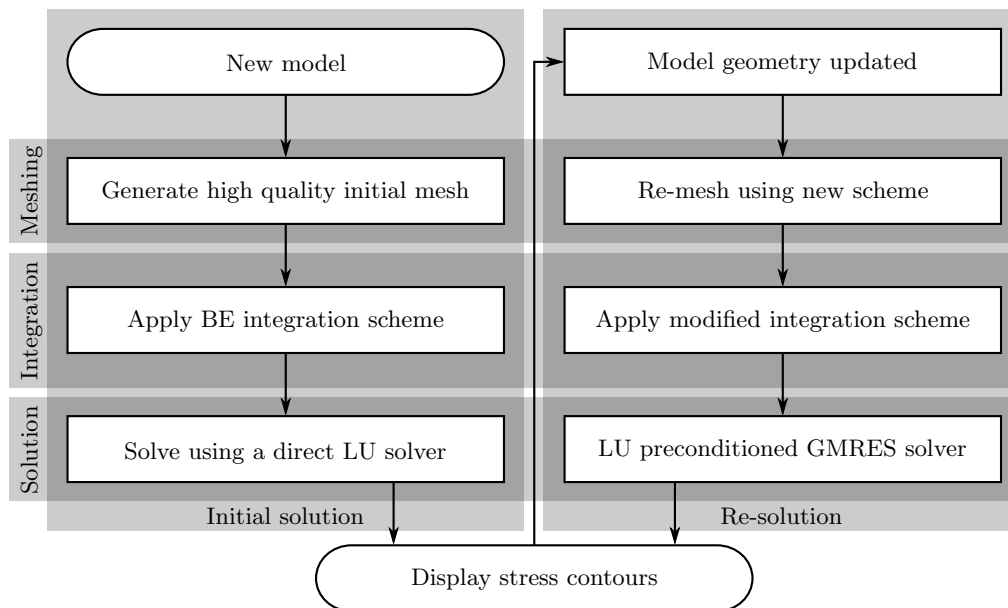 New model
Model geometry updated
Meshing
Generate high quality initial mesh
Re-mesh using new scheme
Integration
Apply BE integration scheme
Apply modified integration scheme
Solution
Solve using a direct LU solver
LU preconditioned GMRES solver
Initial solution
Re-solution
Display stress contours